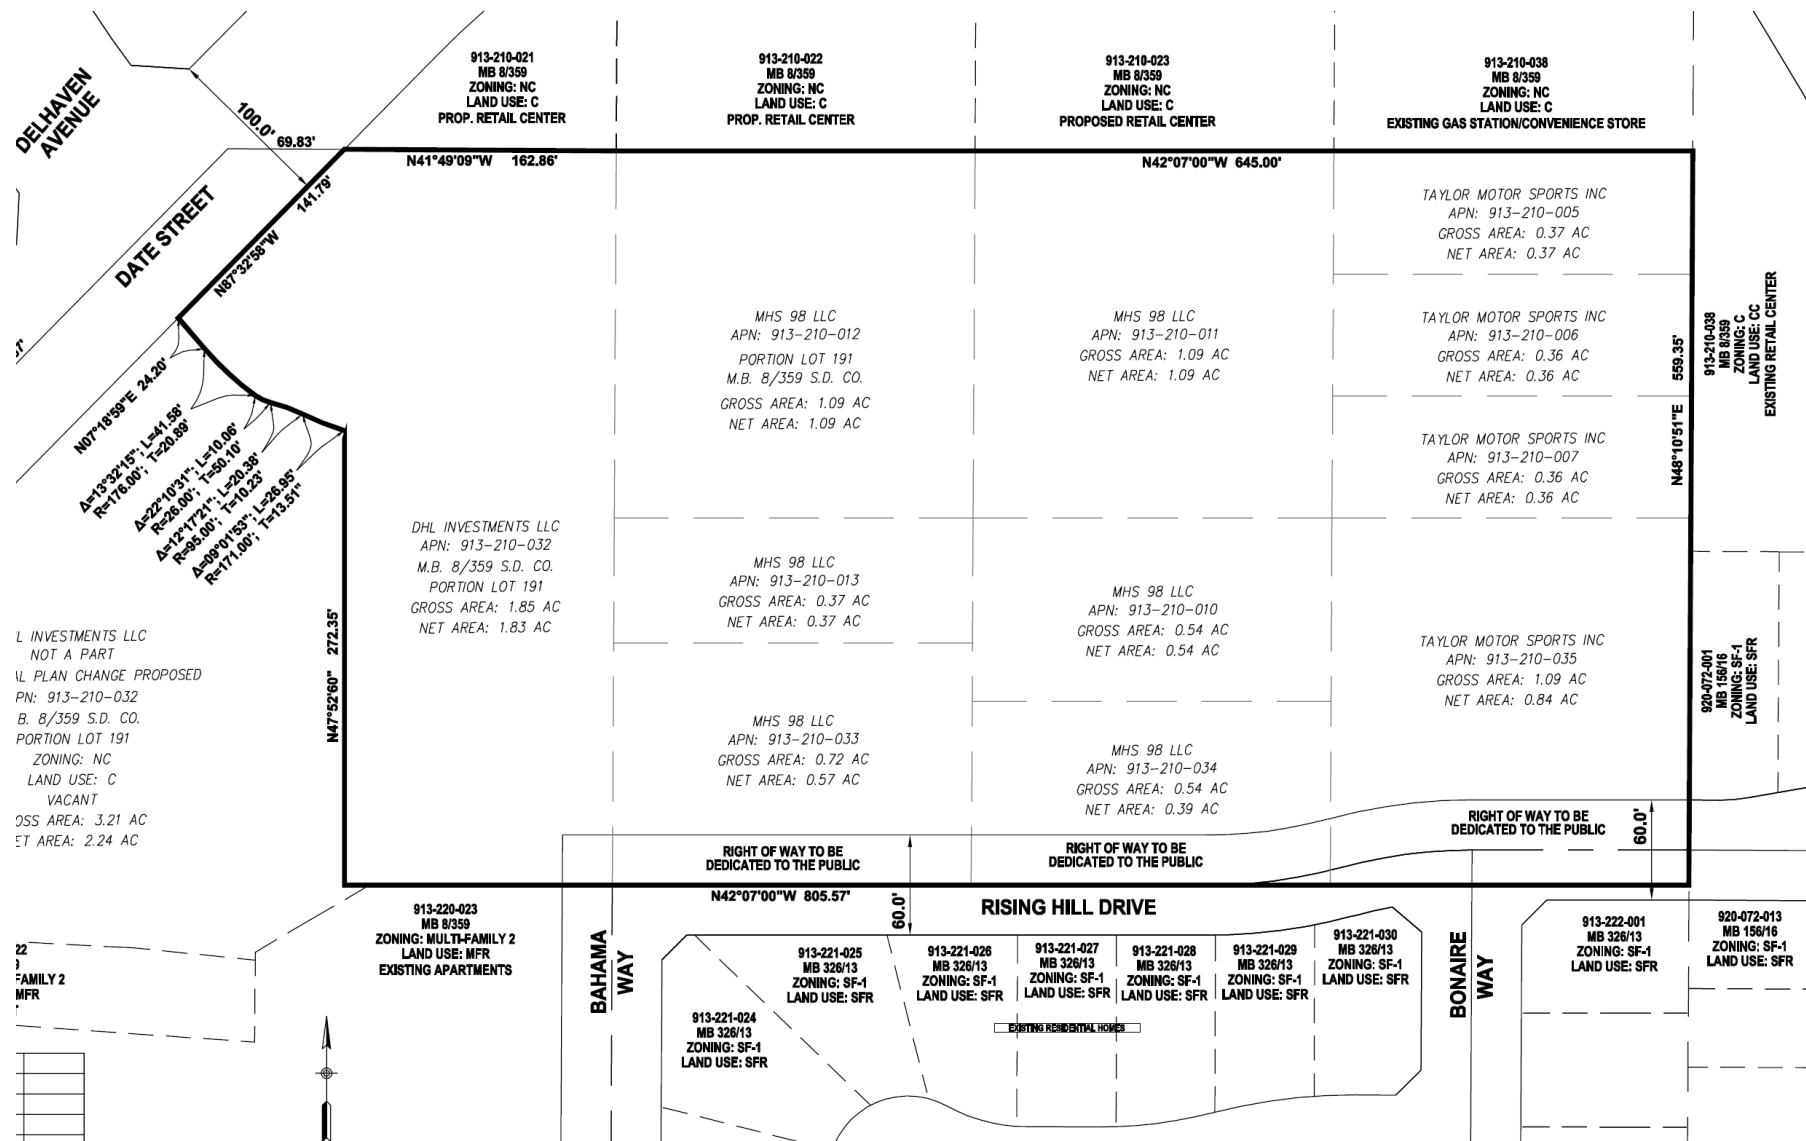 DELHAVEN
AVENUE
100.0'
69.83'
913-210-021
MB 8/359
ZONING: NC
LAND USE: C
PROP. RETAIL CENTER
913-210-022
MB 8/359
ZONING: NC
LAND USE: C
PROP. RETAIL CENTER
913-210-023
MB 8/359
ZONING: NC
LAND USE: C
PROPOSED RETAIL CENTER
913-210-038
MB 8/359
ZONING: NC
LAND USE: C
EXISTING GAS STATION/CONVENIENCE STORE
N41°49'09"W 162.86'
N42°07'00"W 645.00'
DATE STREET
141.79'
N87°32'58"W
N07°18'59"E 24.20'
Δ=13°32'15"; L=41.58'
R=176.00'; T=20.89'
Δ=22°10'31"; L=10.06'
R=26.00'; T=50.10'
Δ=12°17'21"; L=20.38'
R=95.00'; T=10.23'
Δ=09°01'53"; L=26.95'
R=171.00'; T=13.51"
N47°52'60" 272.35'
DHL INVESTMENTS LLC
APN: 913-210-032
M.B. 8/359 S.D. CO.
PORTION LOT 191
GROSS AREA: 1.85 AC
NET AREA: 1.83 AC
MHS 98 LLC
APN: 913-210-012
PORTION LOT 191
M.B. 8/359 S.D. CO.
GROSS AREA: 1.09 AC
NET AREA: 1.09 AC
MHS 98 LLC
APN: 913-210-011
GROSS AREA: 1.09 AC
NET AREA: 1.09 AC
TAYLOR MOTOR SPORTS INC
APN: 913-210-005
GROSS AREA: 0.37 AC
NET AREA: 0.37 AC
TAYLOR MOTOR SPORTS INC
APN: 913-210-006
GROSS AREA: 0.36 AC
NET AREA: 0.36 AC
TAYLOR MOTOR SPORTS INC
APN: 913-210-007
GROSS AREA: 0.36 AC
NET AREA: 0.36 AC
N48°10'51"E 559.35'
913-210-038
MB 8/359
ZONING: C
LAND USE: CC
EXISTING RETAIL CENTER
MHS 98 LLC
APN: 913-210-013
GROSS AREA: 0.37 AC
NET AREA: 0.37 AC
MHS 98 LLC
APN: 913-210-010
GROSS AREA: 0.54 AC
NET AREA: 0.54 AC
TAYLOR MOTOR SPORTS INC
APN: 913-210-035
GROSS AREA: 1.09 AC
NET AREA: 0.84 AC
920-072-001
MB 156/16
ZONING: SF-1
LAND USE: SFR
MHS 98 LLC
APN: 913-210-033
GROSS AREA: 0.72 AC
NET AREA: 0.57 AC
MHS 98 LLC
APN: 913-210-034
GROSS AREA: 0.54 AC
NET AREA: 0.39 AC
L INVESTMENTS LLC
NOT A PART
AL PLAN CHANGE PROPOSED
PN: 913-210-032
B. 8/359 S.D. CO.
PORTION LOT 191
ZONING: NC
LAND USE: C
VACANT
OSS AREA: 3.21 AC
ET AREA: 2.24 AC
RIGHT OF WAY TO BE
DEDICATED TO THE PUBLIC
RIGHT OF WAY TO BE
DEDICATED TO THE PUBLIC
RIGHT OF WAY TO BE
DEDICATED TO THE PUBLIC
60.0'
60.0'
N42°07'00"W 805.57'
RISING HILL DRIVE
913-220-023
MB 8/359
ZONING: MULTI-FAMILY 2
LAND USE: MFR
EXISTING APARTMENTS
22
FAMILY 2
MFR
BAHAMA
WAY
913-221-024
MB 326/13
ZONING: SF-1
LAND USE: SFR
913-221-025
MB 326/13
ZONING: SF-1
LAND USE: SFR
913-221-026
MB 326/13
ZONING: SF-1
LAND USE: SFR
913-221-027
MB 326/13
ZONING: SF-1
LAND USE: SFR
913-221-028
MB 326/13
ZONING: SF-1
LAND USE: SFR
913-221-029
MB 326/13
ZONING: SF-1
LAND USE: SFR
913-221-030
MB 326/13
ZONING: SF-1
LAND USE: SFR
EXISTING RESIDENTIAL HOMES
BONAIRE
WAY
913-222-001
MB 326/13
ZONING: SF-1
LAND USE: SFR
920-072-013
MB 156/16
ZONING: SF-1
LAND USE: SFR